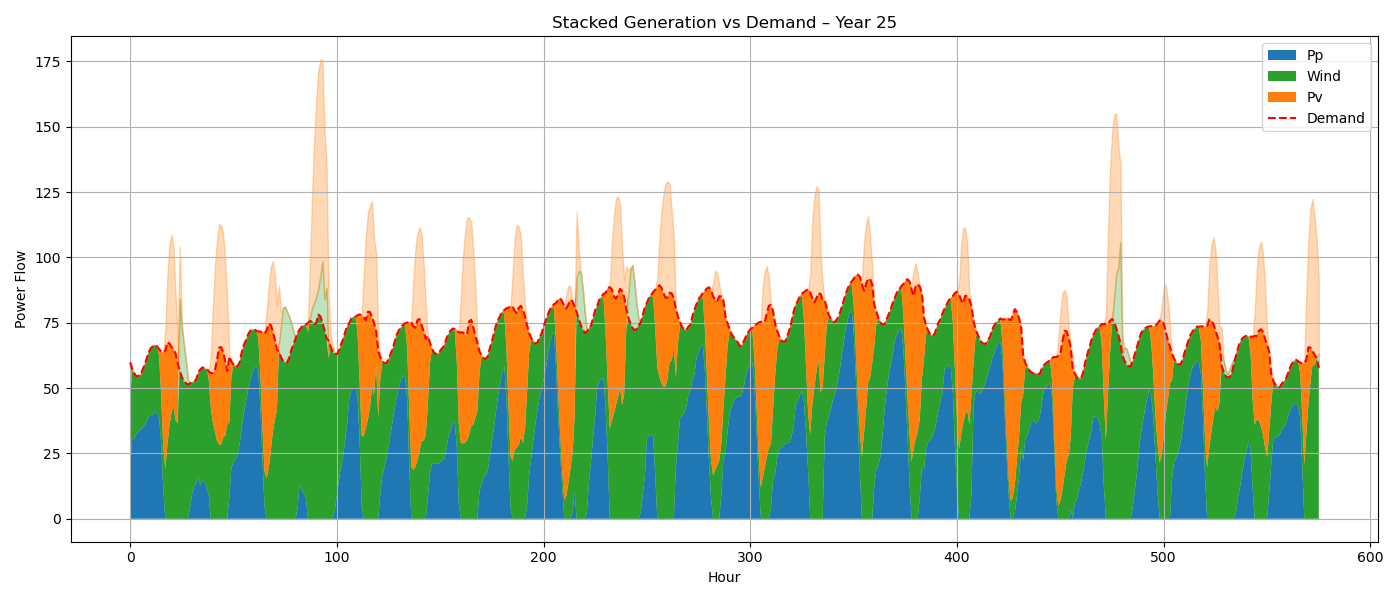 Stacked Generation vs Demand – Year 25
Pp
Wind
Pv
Demand
Power Flow
175
150
125
100
75
50
25
0
0 100 200 300 400 500 600
Hour